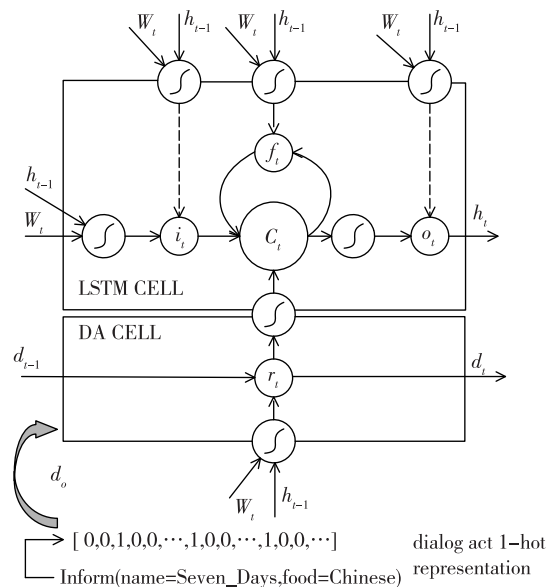 W_t h_{t-1} W_t h_{t-1} W_t h_{t-1}
f_t
h_{t-1}
W_t i_t C_t o_t h_t
LSTM CELL
DA CELL
d_{t-1} r_t d_t
d_o
W_t h_{t-1}
[ 0,0,1,0,0,⋯,1,0,0,⋯,1,0,0,⋯]
dialog act 1-hot
representation
Inform(name=Seven_Days,food=Chinese)